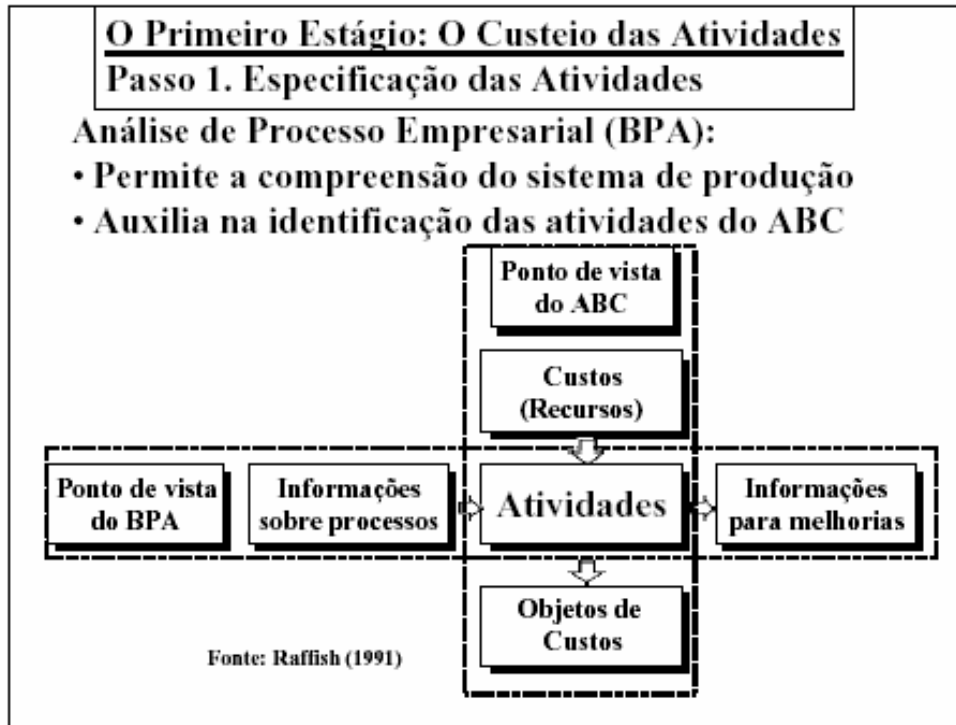 O Primeiro Estágio: O Custeio das Atividades
Passo 1. Especificação das Atividades
Análise de Processo Empresarial (BPA):
• Permite a compreensão do sistema de produção
• Auxilia na identificação das atividades do ABC
Ponto de vista
do ABC
Custos
(Recursos)
Ponto de vista
do BPA
Informações
sobre processos
Atividades
Informações
para melhorias
Objetos de
Custos
Fonte: Raffish (1991)